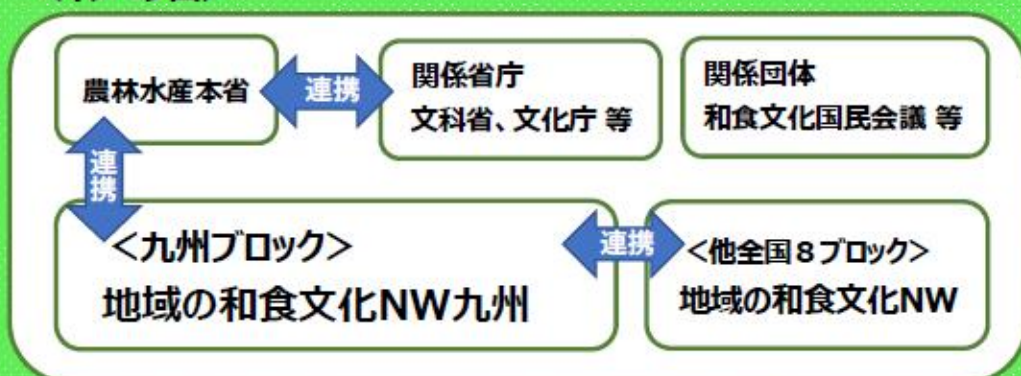 農林水産本省
連携
関係省庁
文科省、文化庁 等
関係団体
和食文化国民会議 等
連携
<九州ブロック>
地域の和食文化NW九州
連携
<他全国8ブロック>
地域の和食文化NW